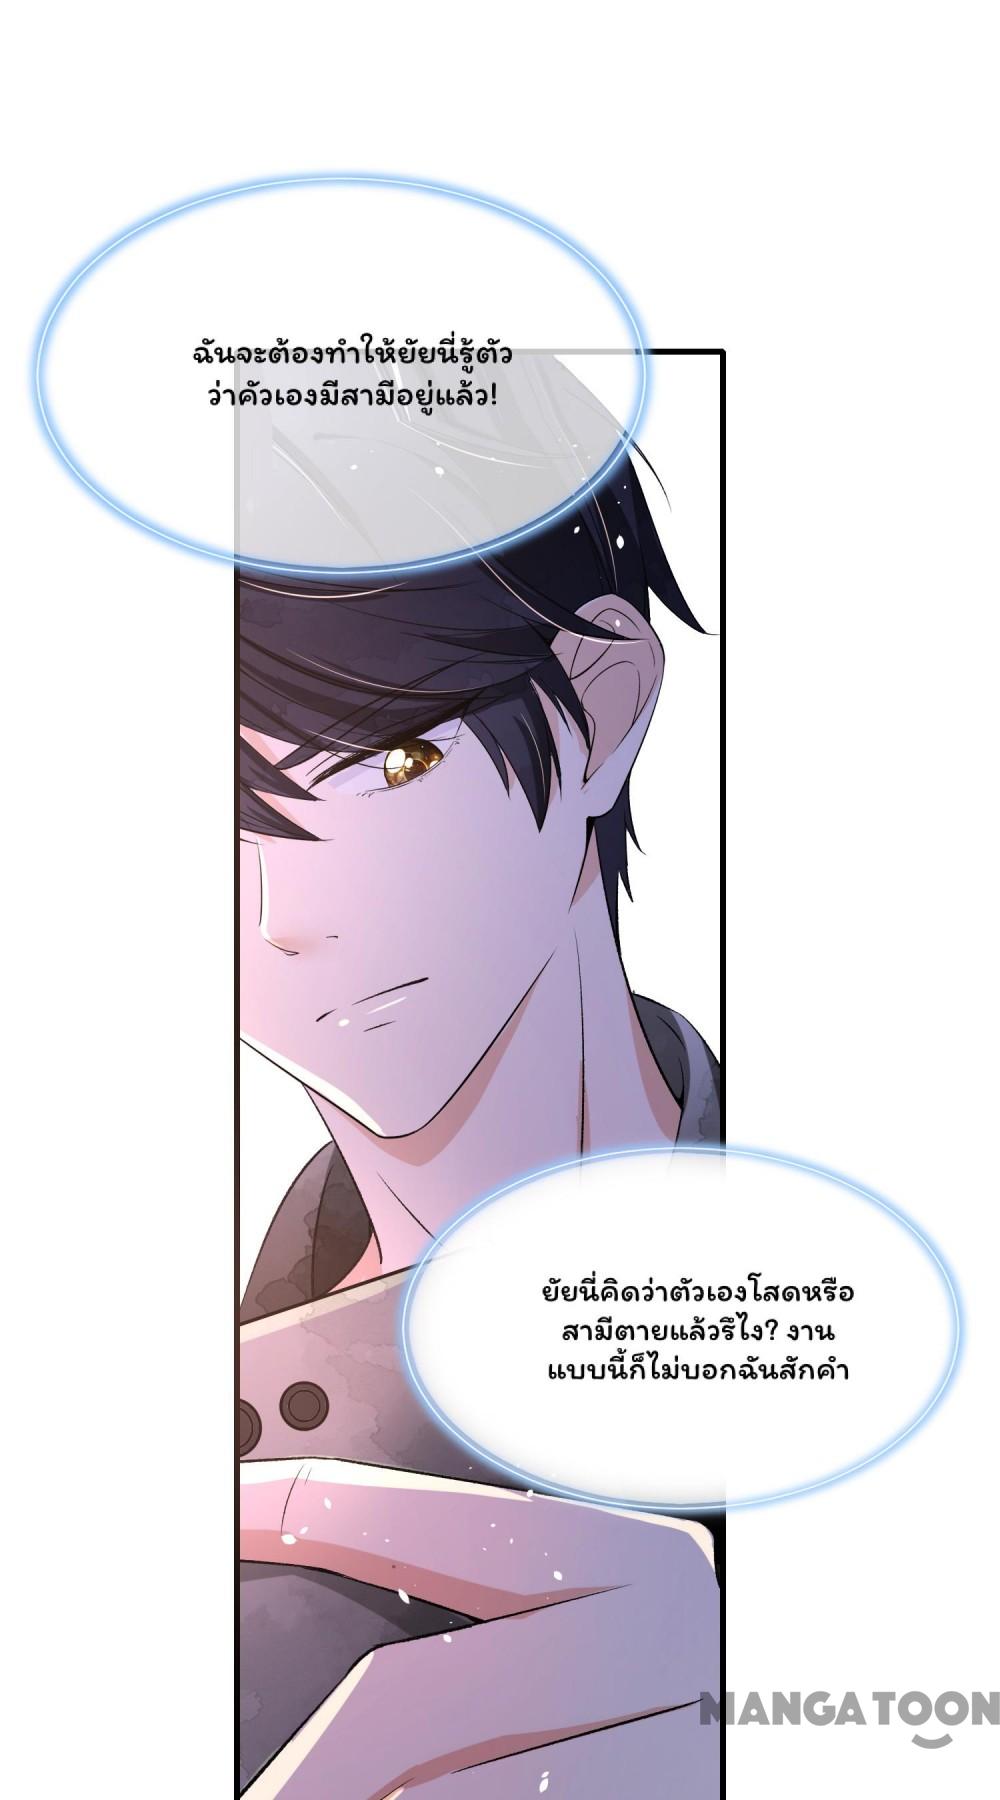 ฉันจะต้องทำให้ยัยนี่รู้ตัว
ว่าคัวเองมีสามีอยู่แล้ว!
ยัยนี่คิดว่าตัวเองโสดหรือ
สามีตายแล้วรึไง? งาน
แบบนี้ก็ไม่บอกฉันสักคำ
MANGATOON